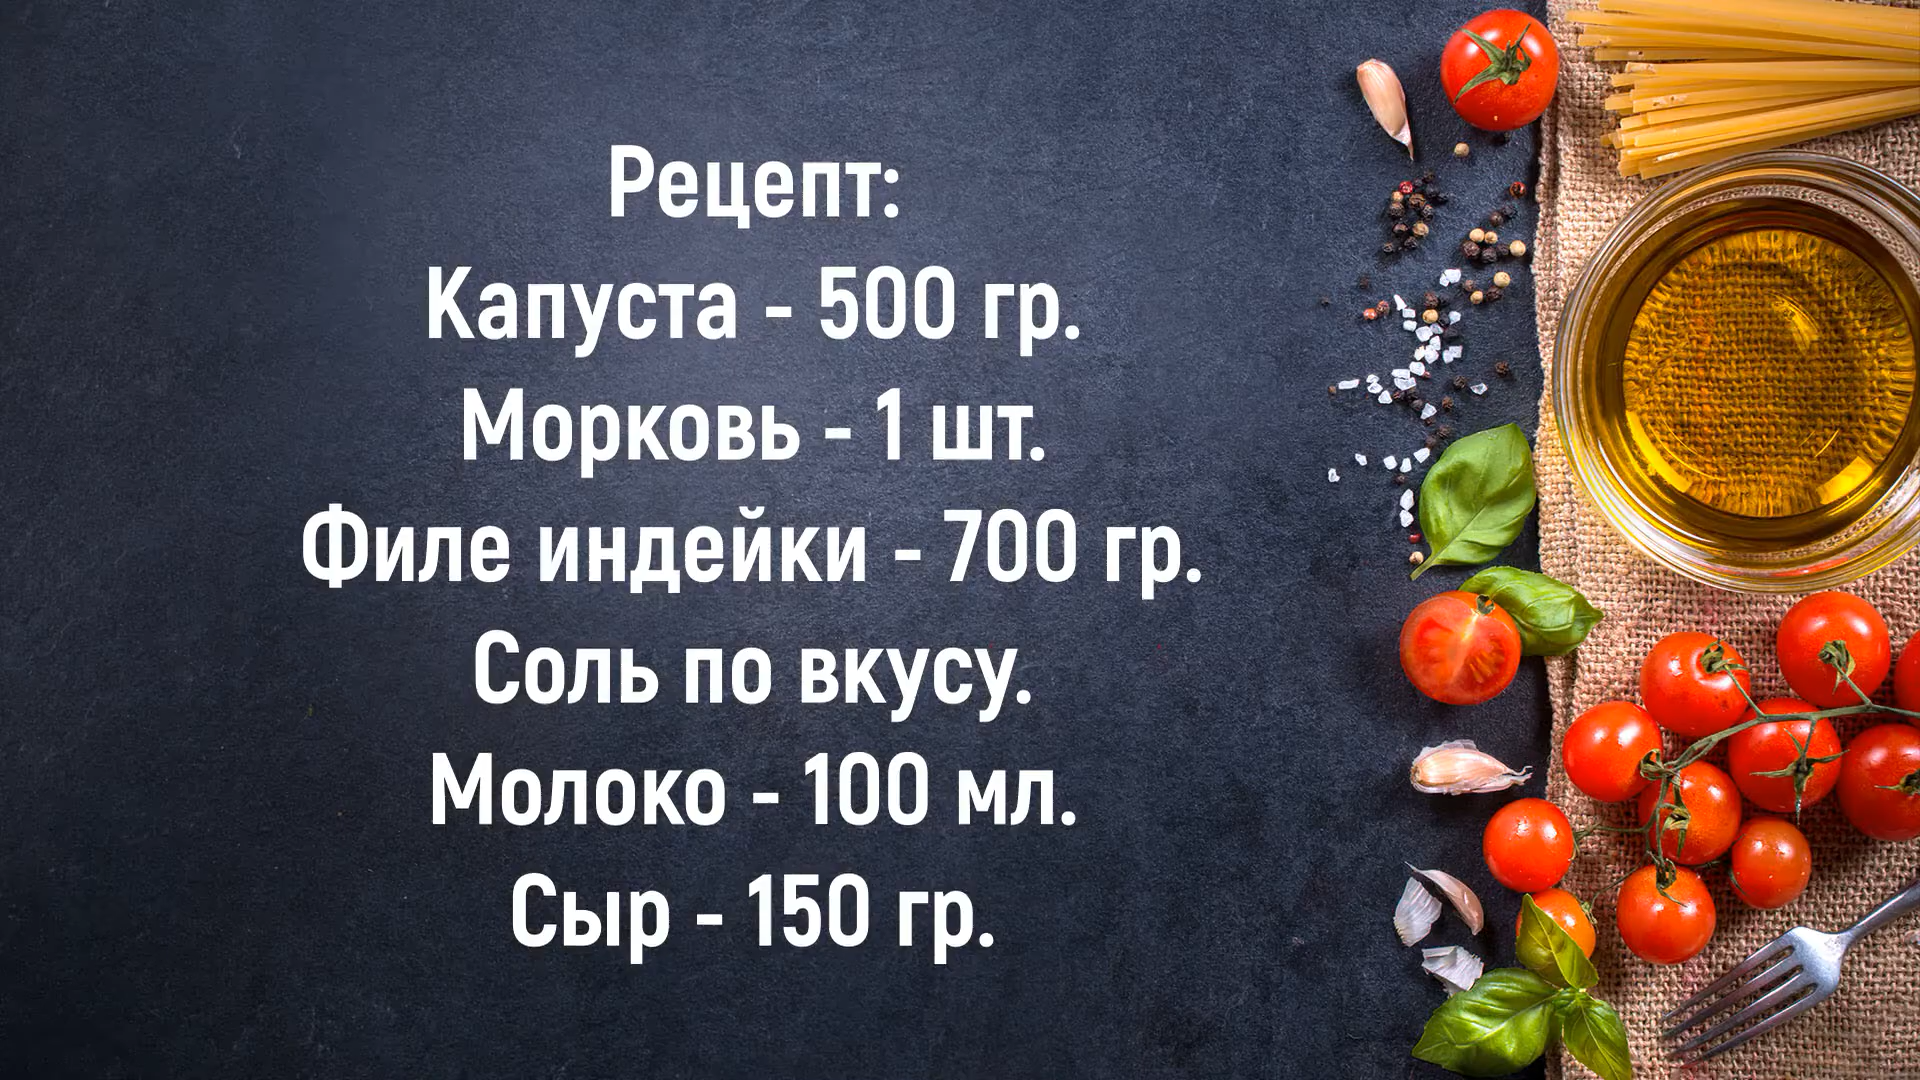 Рецепт:
Капуста - 500 гр.
Морковь - 1 шт.
Филе индейки - 700 гр.
Соль по вкусу.
Молоко - 100 мл.
Сыр - 150 гр.